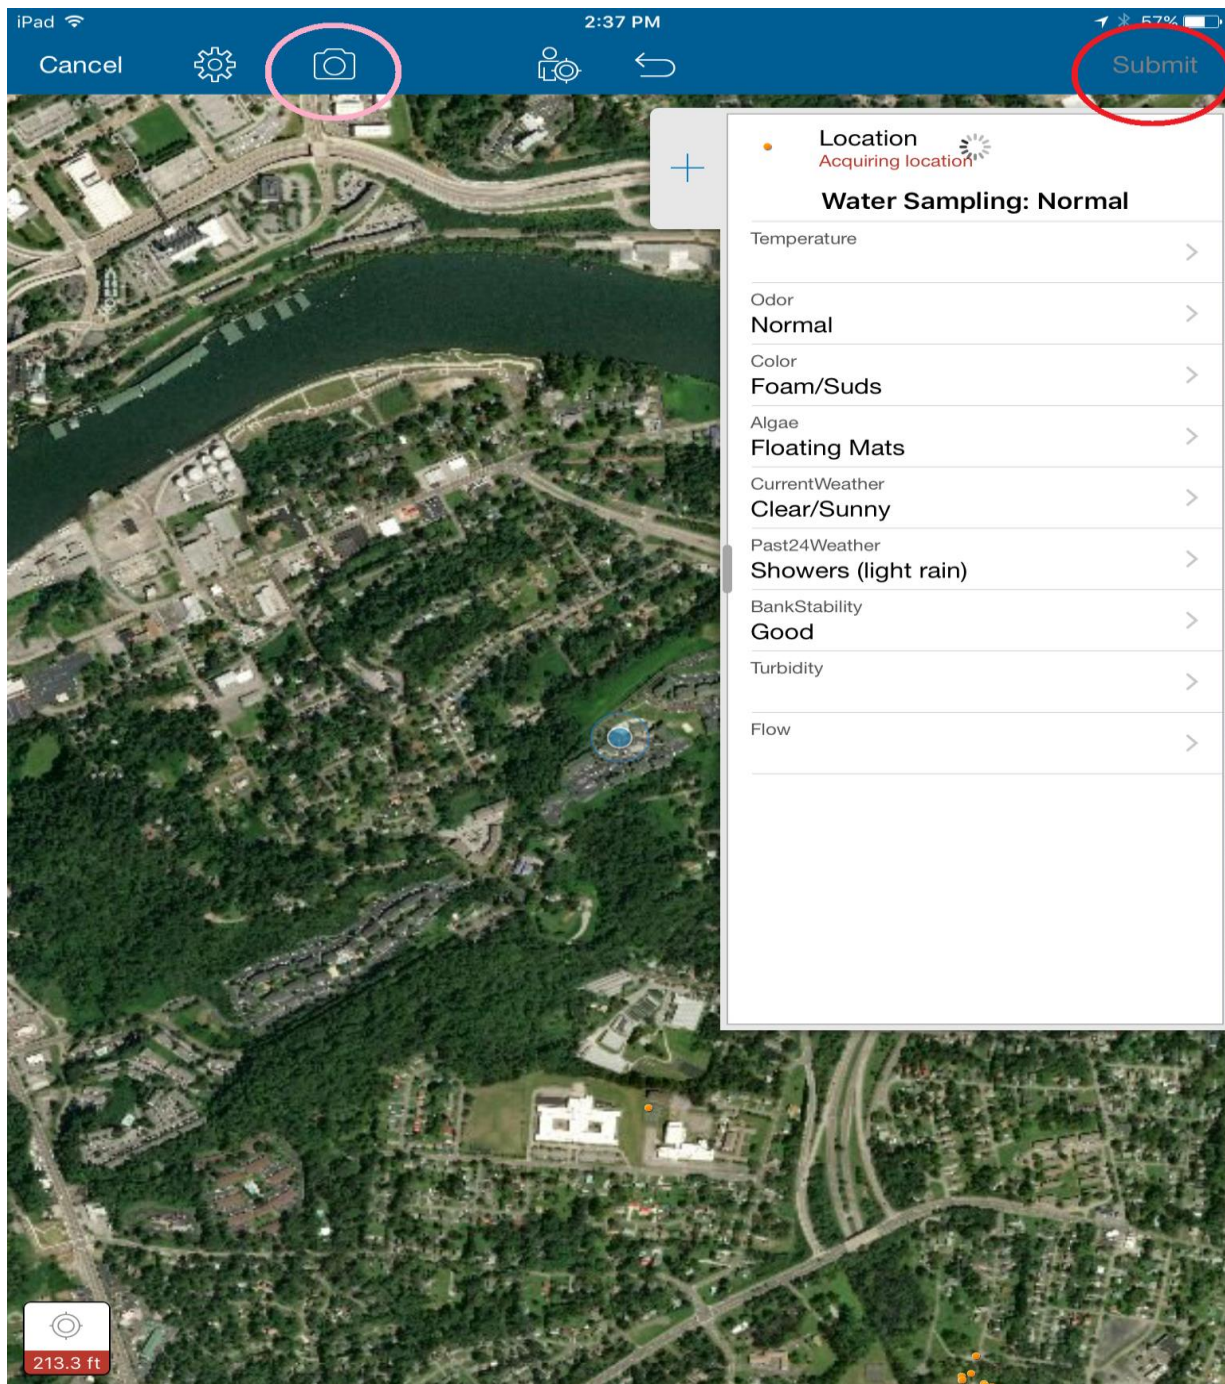 iPad 2:37 PM 57%
Cancel Submit
Location
Acquiring location
Water Sampling: Normal
Temperature
Odor
Normal
Color
Foam/Suds
Algae
Floating Mats
CurrentWeather
Clear/Sunny
Past24Weather
Showers (light rain)
BankStability
Good
Turbidity
Flow
213.3 ft